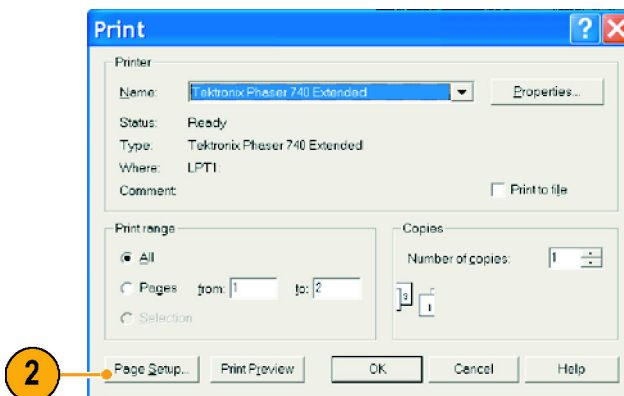 Print
Printer
Name: Tektronix Phaser 740 Extended Properties...
Status: Ready
Type: Tektronix Phaser 740 Extended
Where: LPT1:
Comment:
Print to file
Print range
All
Pages from: 1 to: 2
Selection
Copies
Number of copies: 1
3
1
2
Page Setup... Print Preview OK Cancel Help